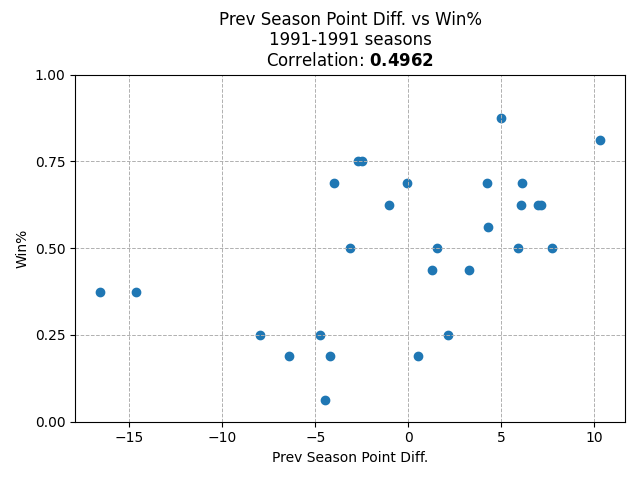 Prev Season Point Diff. vs Win%
1991-1991 seasons
Correlation: 0.4962
1.00
0.75
0.50
0.25
0.00
Win%
−15
−10
−5
0
5
10
Prev Season Point Diff.